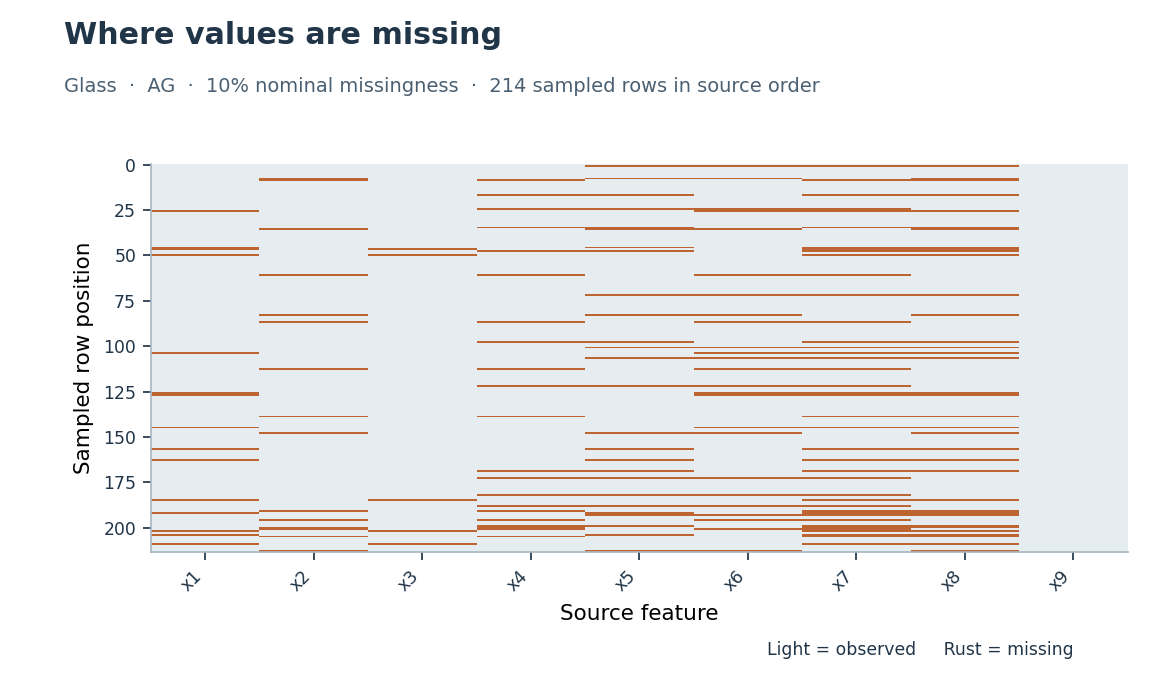 Where values are missing
Glass · AG · 10% nominal missingness · 214 sampled rows in source order
Sampled row position
0
25
50
75
100
125
150
175
200
x1 x2 x3 x4 x5 x6 x7 x8 x9
Source feature
Light = observed Rust = missing